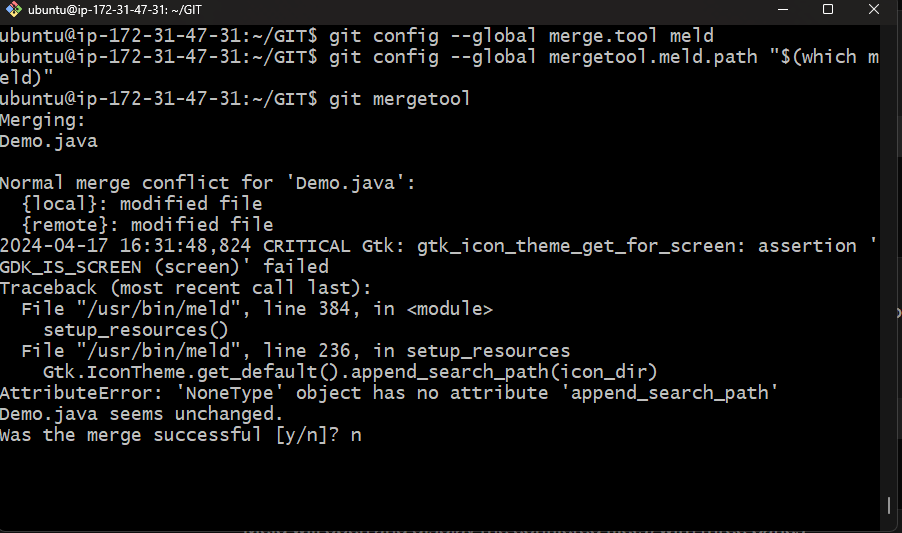 ubuntu@ip-172-31-47-31: ~/GIT
ubuntu@ip-172-31-47-31:~/GIT$ git config --global merge.tool meld
ubuntu@ip-172-31-47-31:~/GIT$ git config --global mergetool.meld.path "$(which m
eld)"
ubuntu@ip-172-31-47-31:~/GIT$ git mergetool
Merging:
Demo.java

Normal merge conflict for 'Demo.java':
  {local}: modified file
  {remote}: modified file
2024-04-17 16:31:48,824 CRITICAL Gtk: gtk_icon_theme_get_for_screen: assertion '
GDK_IS_SCREEN (screen)' failed
Traceback (most recent call last):
  File "/usr/bin/meld", line 384, in <module>
    setup_resources()
  File "/usr/bin/meld", line 236, in setup_resources
    Gtk.IconTheme.get_default().append_search_path(icon_dir)
AttributeError: 'NoneType' object has no attribute 'append_search_path'
Demo.java seems unchanged.
Was the merge successful [y/n]? n